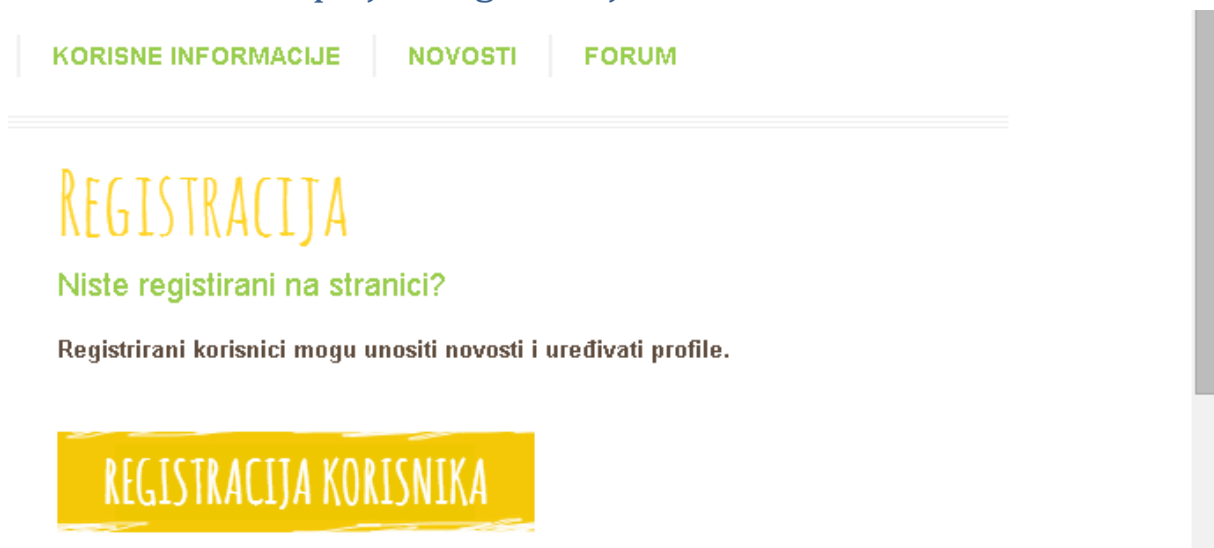 KORISNE INFORMACIJE NOVOSTI FORUM
REGISTRACIJA
Niste registirani na stranici?
Registrirani korisnici mogu unositi novosti i uređivati profile.
REGISTRACIJA KORISNIKA